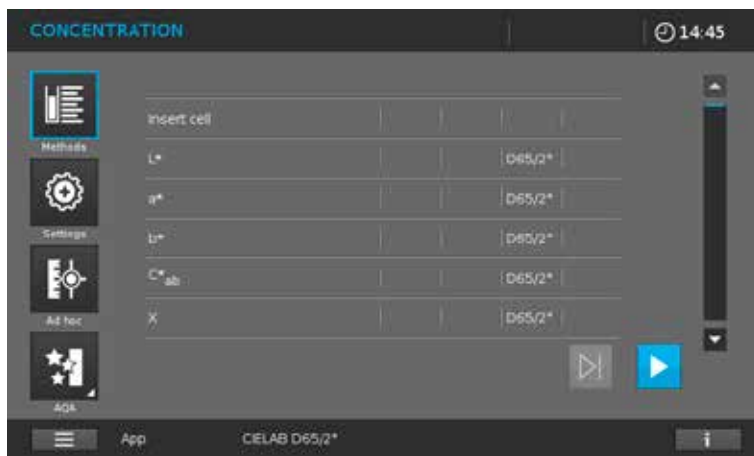 CONCENTRATION 14:45
Insert cell
Methods
L* D65/2°
a* D65/2°
Settings
b* D65/2°
C*ab D65/2°
Ad hoc
X D65/2°
AQA
App CIELAB D65/2°
i